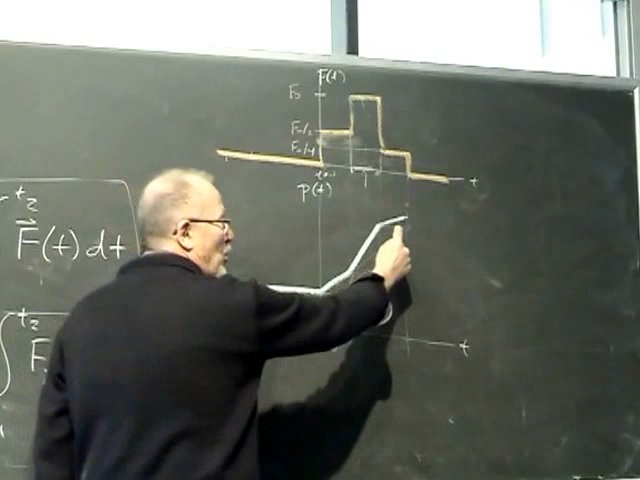 F(t)
F₀
F₀/2
F₀/4
t
p(t)
t₂
F⃗(t) dt
t₂
F
t